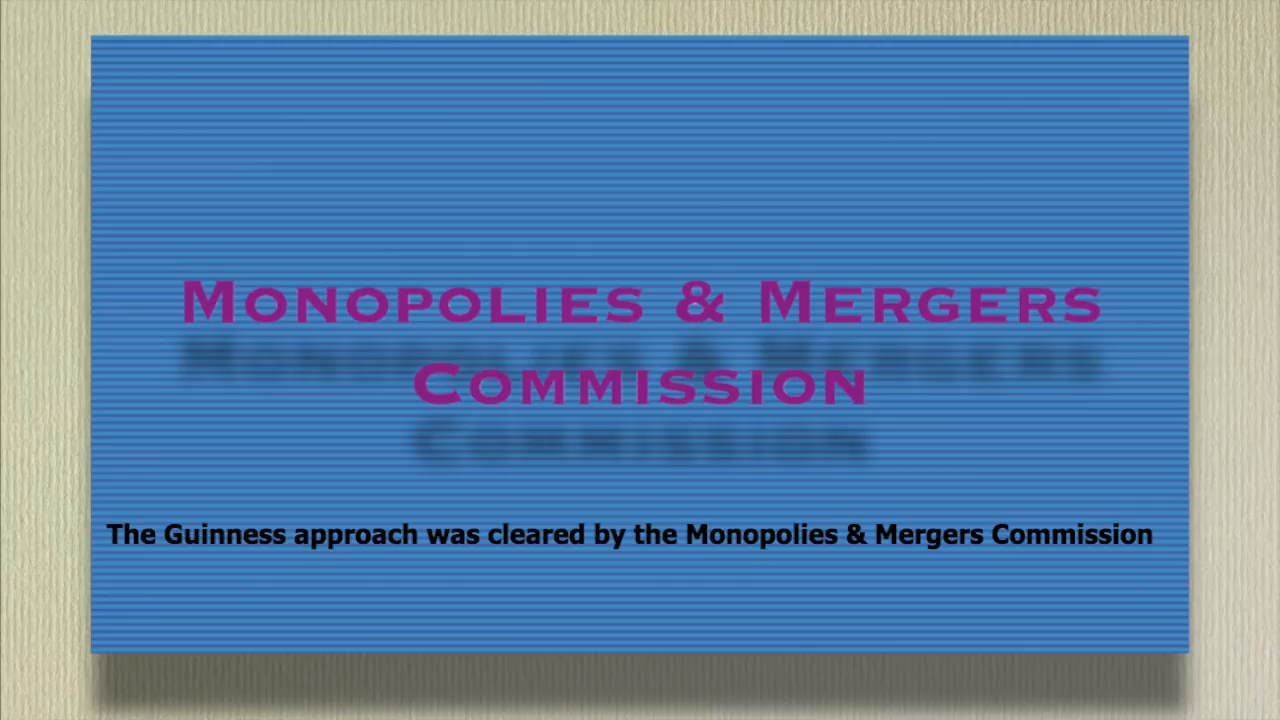 Monopolies & Mergers
Commission
The Guinness approach was cleared by the Monopolies & Mergers Commission